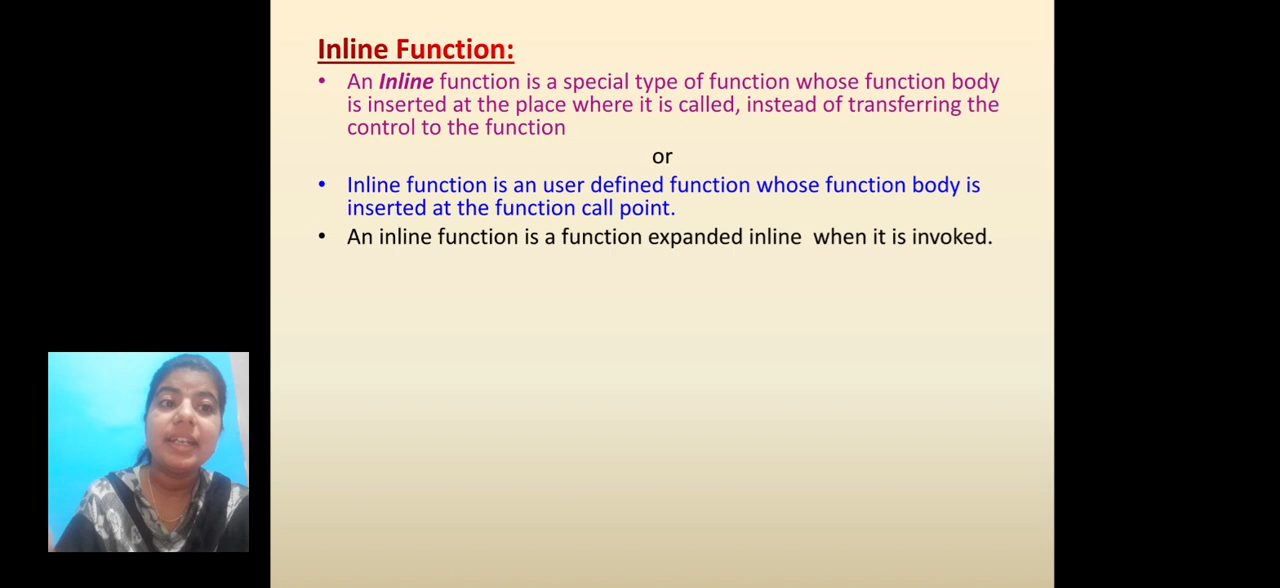 Inline Function:
• An Inline function is a special type of function whose function body
is inserted at the place where it is called, instead of transferring the
control to the function
or
• Inline function is an user defined function whose function body is
inserted at the function call point.
• An inline function is a function expanded inline  when it is invoked.